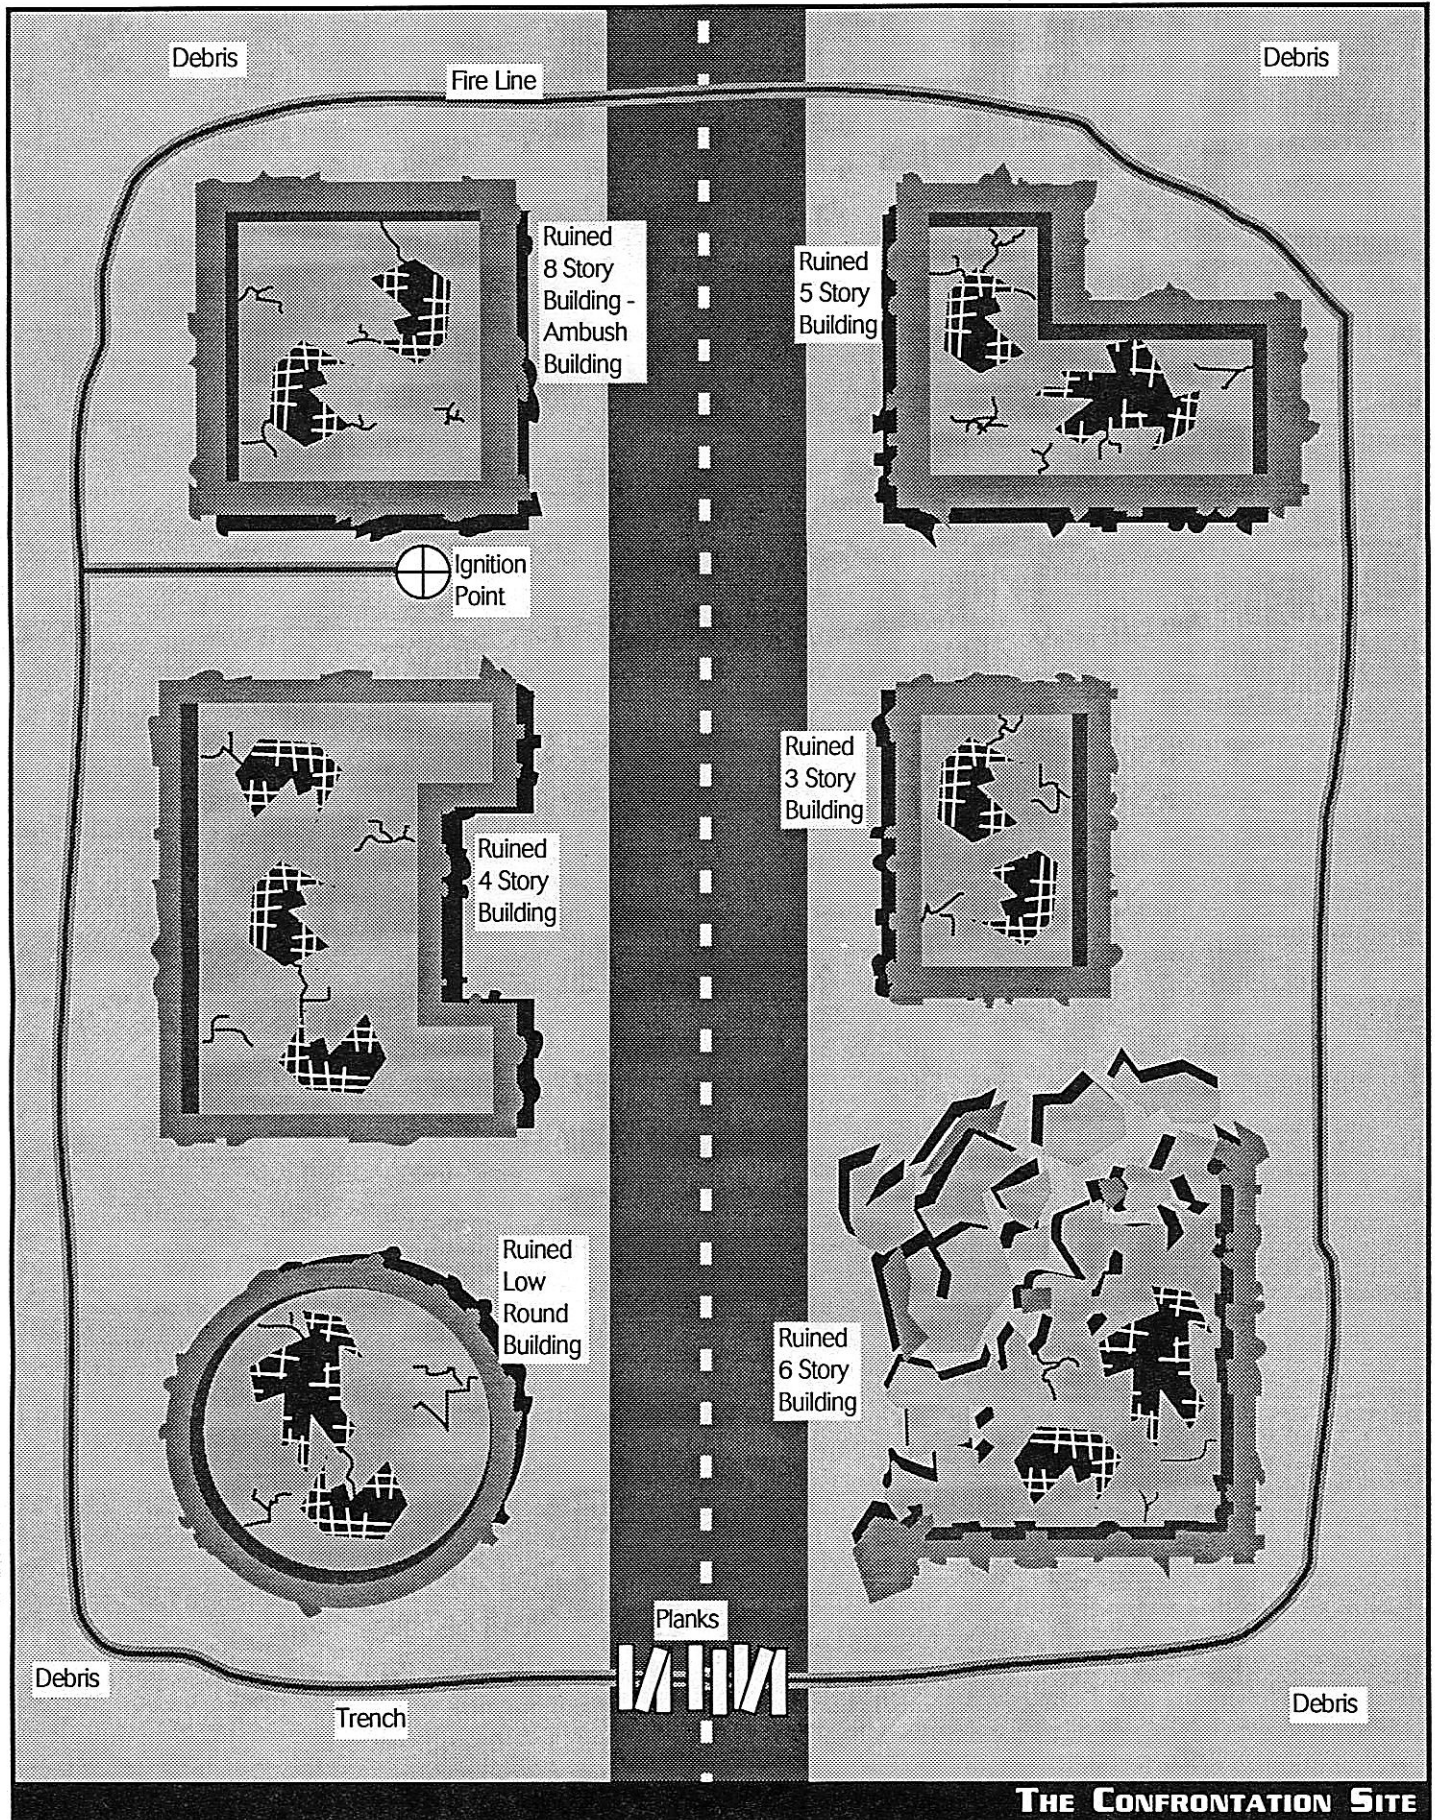 Debris
Debris
Fire Line
Ruined
8 Story
Building -
Ambush
Building
Ruined
5 Story
Building
Ignition
Point
Ruined
3 Story
Building
Ruined
4 Story
Building
Ruined
Low
Round
Building
Ruined
6 Story
Building
Planks
Debris
Trench
Debris
THE CONFRONTATION SITE